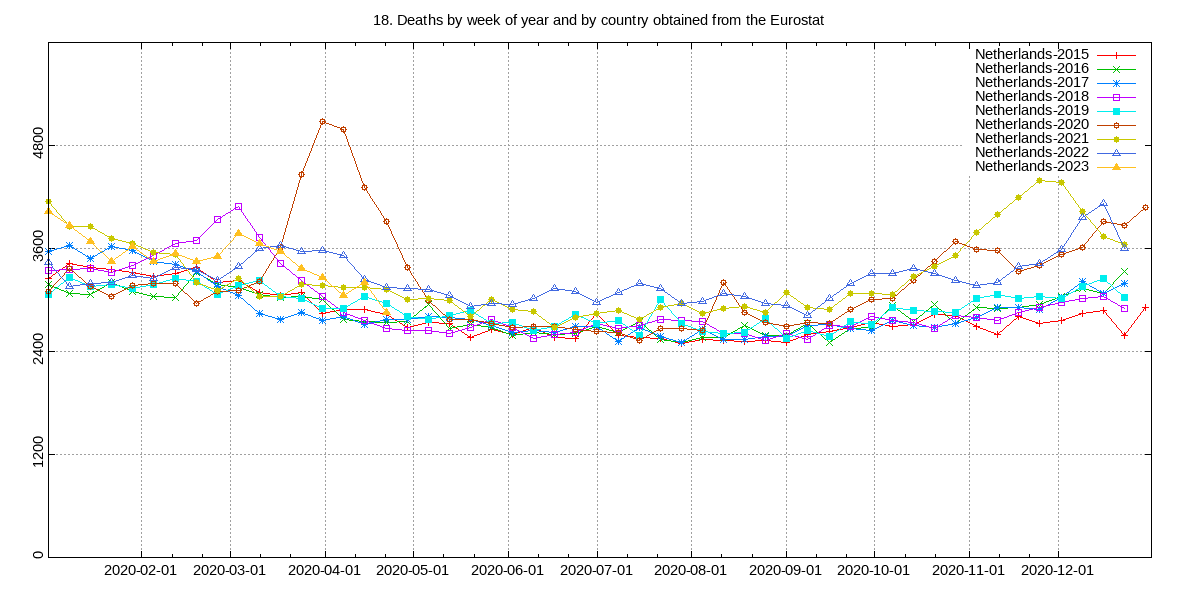 18. Deaths by week of year and by country obtained from the Eurostat
Netherlands-2015
Netherlands-2016
Netherlands-2017
Netherlands-2018
Netherlands-2019
Netherlands-2020
Netherlands-2021
Netherlands-2022
Netherlands-2023
4800
3600
2400
1200
0
2020-02-01 2020-03-01 2020-04-01 2020-05-01 2020-06-01 2020-07-01 2020-08-01 2020-09-01 2020-10-01 2020-11-01 2020-12-01